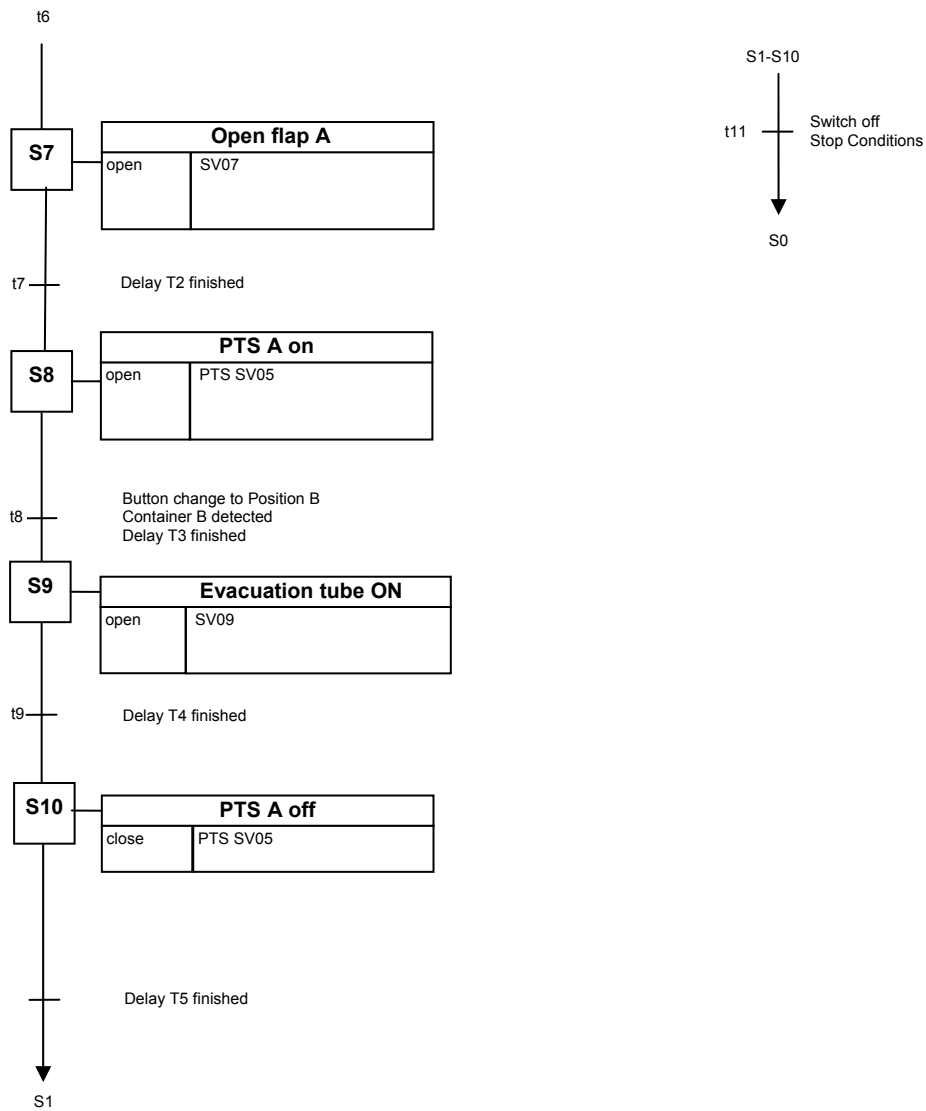 t6
S7
Open flap A
open
SV07
t7
Delay T2 finished
S8
PTS A on
open
PTS SV05
t8
Button change to Position B
Container B detected
Delay T3 finished
S9
Evacuation tube ON
open
SV09
t9
Delay T4 finished
S10
PTS A off
close
PTS SV05
Delay T5 finished
S1
S1-S10
t11
Switch off
Stop Conditions
S0